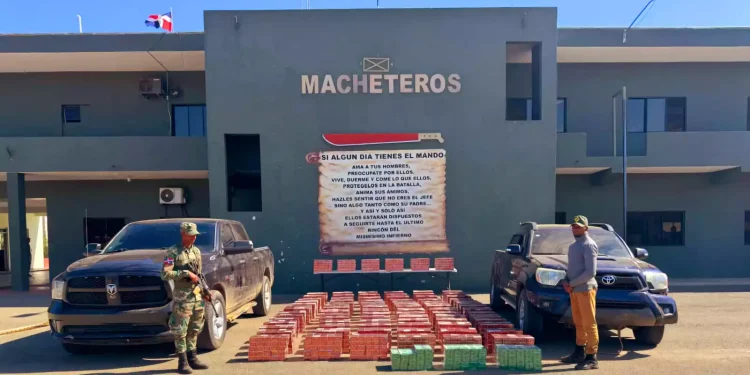 MACHETEROS
SI ALGUN DIA TIENES EL MANDO
AMA A TUS HOMBRES,
PREOCUPATE POR ELLOS,
VIVE, DUERME Y COME LO QUE ELLOS,
PROTEGELOS EN LA BATALLA,
ANIMA SUS ANIMOS,
HAZLES SENTIR QUE NO ERES EL JEFE
SINO ALGO TANTO COMO SU PADRE...
Y ASI Y SOLO ASI
ELLOS ESTARAN DISPUESTOS
A SEGUIRTE HASTA EL ULTIMO
RINCON DEL
MISMISIMO INFIERNO